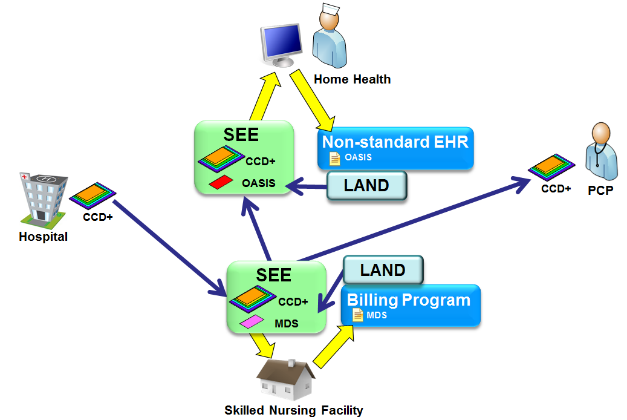 Home Health
SEE
CCD+
OASIS
Non-standard EHR
OASIS
LAND
CCD+
PCP
CCD+
Hospital
SEE
CCD+
MDS
LAND
Billing Program
MDS
Skilled Nursing Facility